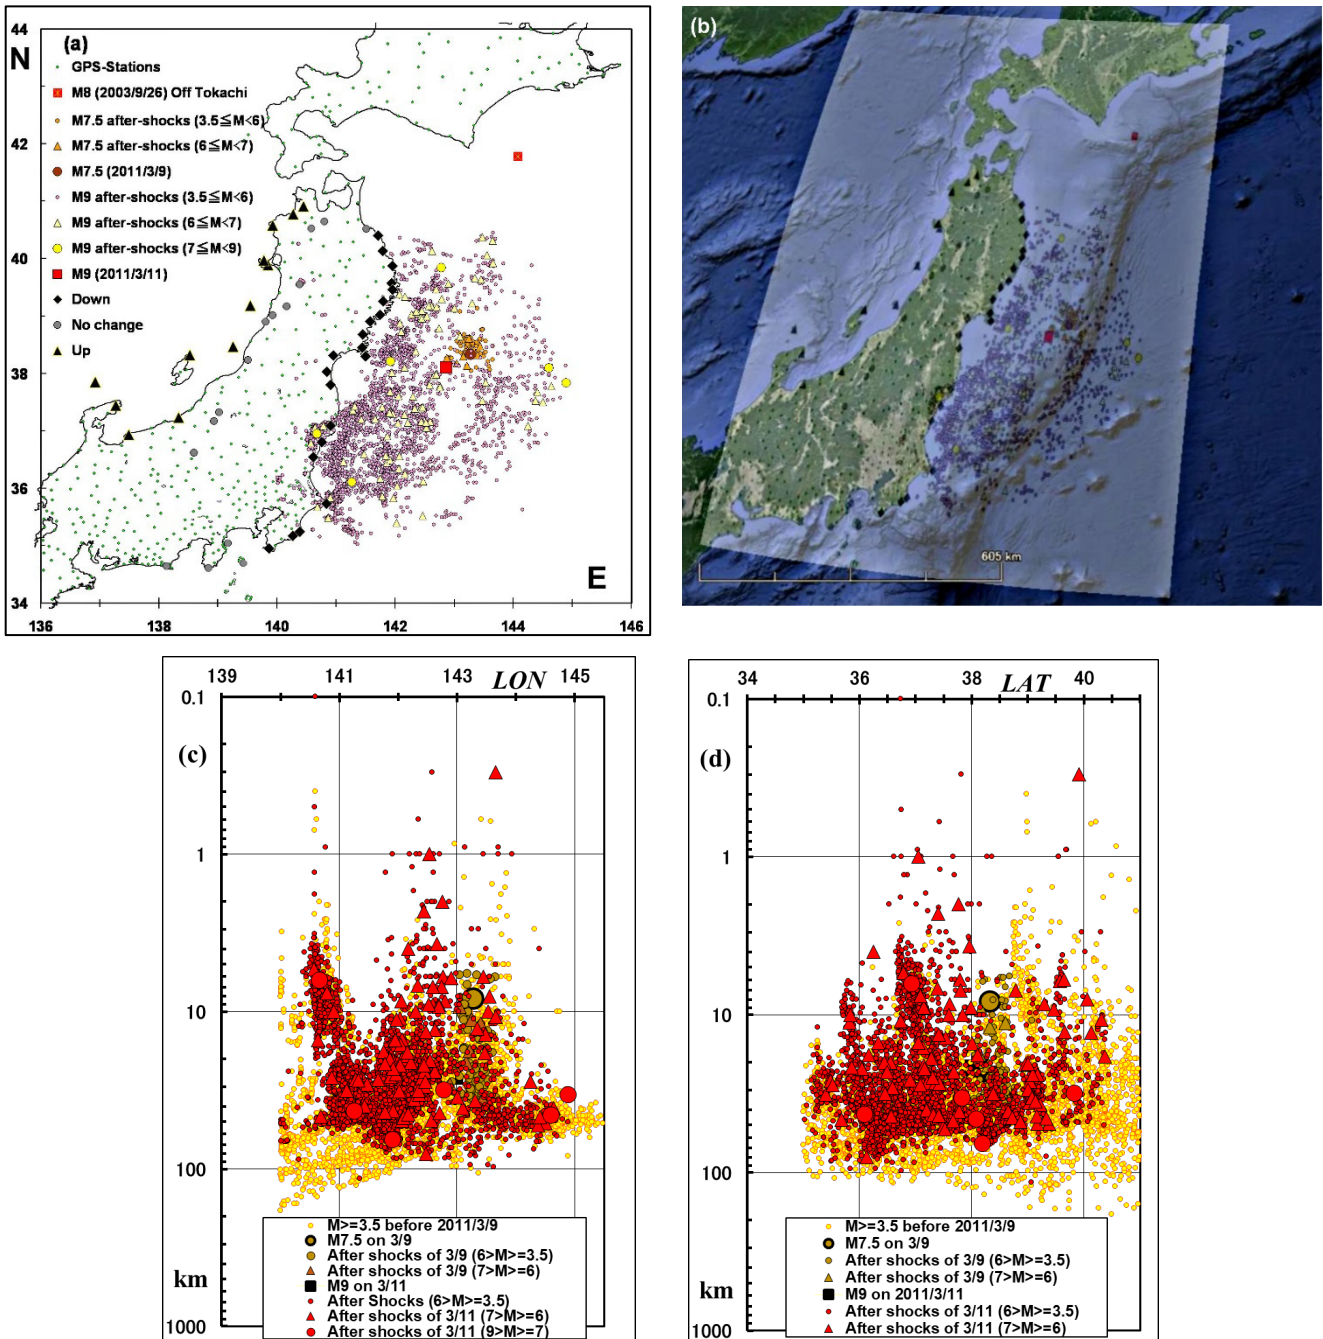 44
N
(a)
GPS-Stations
M8 (2003/9/26) Off Tokachi
M7.5 after-shocks (3.5≦M<6)
M7.5 after-shocks (6≦M<7)
M7.5 (2011/3/9)
M9 after-shocks (3.5≦M<6)
M9 after-shocks (6≦M<7)
M9 after-shocks (7≦M<9)
M9 (2011/3/11)
Down
No change
Up
42
40
38
36
34
E
136 138 140 142 144 146
(b)
605 km
139 141 143 LON 145
0.1
(c)
1
10
100
km
1000
M>=3.5 before 2011/3/9
M7.5 on 3/9
After shocks of 3/9 (6>M>=3.5)
After shocks of 3/9 (7>M>=6)
M9 on 3/11
After Shocks (6>M>=3.5)
After shocks of 3/11 (7>M>=6)
After shocks of 3/11 (9>M>=7)
34 36 38 LAT 40
0.1
(d)
1
10
100
km
1000
M>=3.5 before 2011/3/9
M7.5 on 3/9
After shocks of 3/9 (6>M>=3.5)
After shocks of 3/9 (7>M>=6)
M9 on 2011/3/11
After shocks of 3/11 (6>M>=3.5)
After shocks of 3/11 (7>M>=6)